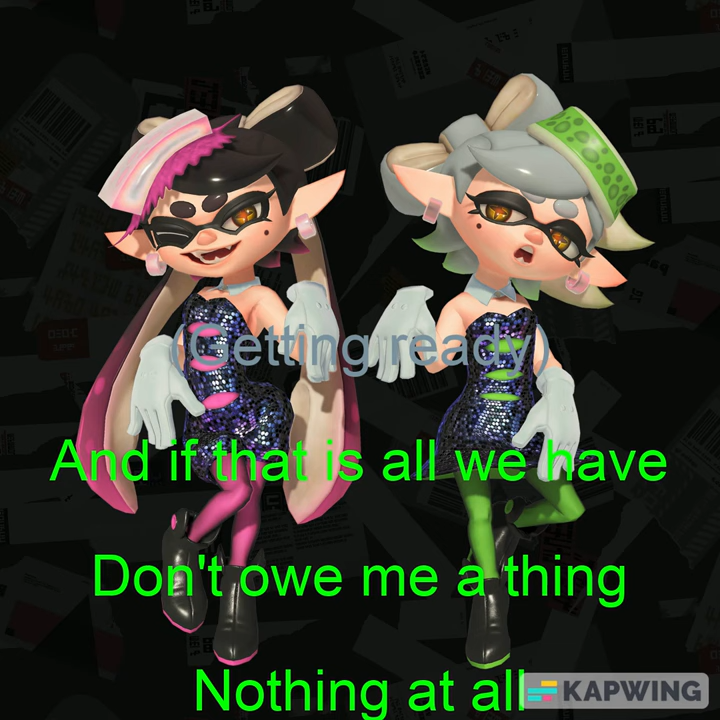 (Getting ready)
And if that is all we have
Don't owe me a thing
Nothing at all
KAPWING